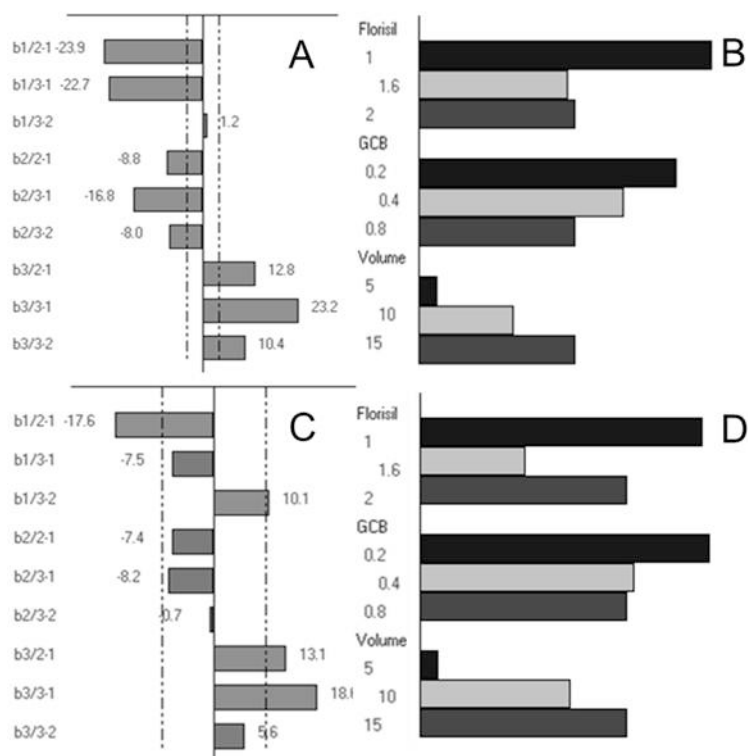 A
b1/2-1 -23.9
b1/3-1 -22.7
b1/3-2 1.2
b2/2-1 -8.8
b2/3-1 -16.8
b2/3-2 -8.0
b3/2-1 12.8
b3/3-1 23.2
b3/3-2 10.4
B
Florisil
1
1.6
2
GCB
0.2
0.4
0.8
Volume
5
10
15
C
b1/2-1 -17.6
b1/3-1 -7.5
b1/3-2 10.1
b2/2-1 -7.4
b2/3-1 -8.2
b2/3-2 -0.7
b3/2-1 13.1
b3/3-1
b3/3-2 5.6
D
Florisil
1
1.6
2
GCB
0.2
0.4
0.8
Volume
5
10
15